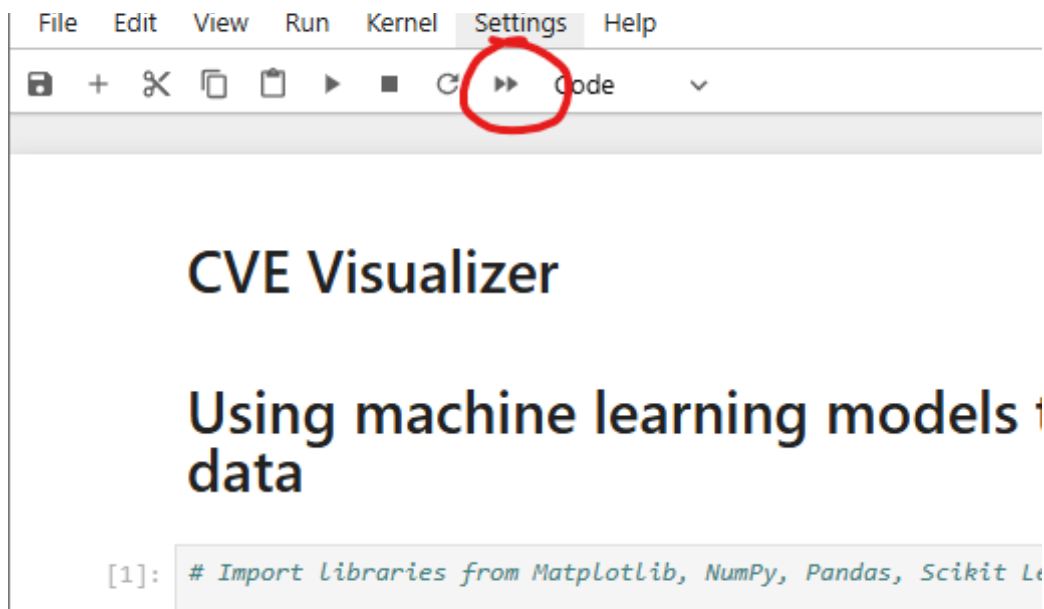 File Edit View Run Kernel Settings Help
Code
CVE Visualizer
Using machine learning models
data
[1]: # Import libraries from Matplotlib, NumPy, Pandas, Scikit